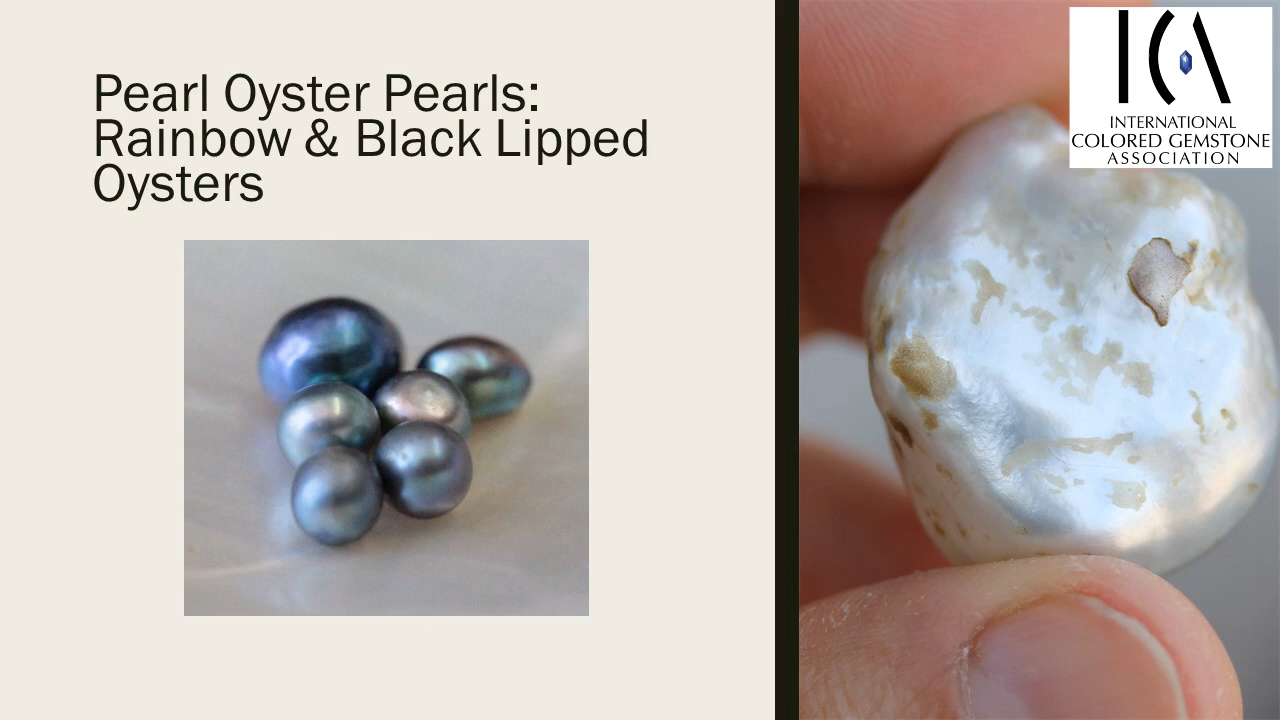 Pearl Oyster Pearls:
Rainbow & Black Lipped
Oysters
ICA
INTERNATIONAL
COLORED GEMSTONE
ASSOCIATION